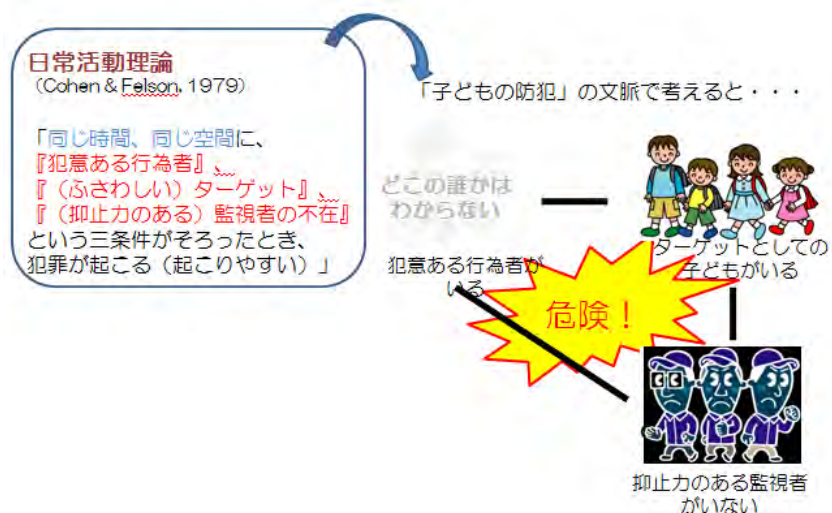 日常活動理論
（Cohen & Felson, 1979）
「同じ時間、同じ空間に、
『犯意ある行為者』、
『（ふさわしい）ターゲット』、
『（抑止力のある）監視者の不在』
という三条件がそろったとき、
犯罪が起こる（起こりやすい）」
「子どもの防犯」の文脈で考えると・・・
どこの誰かは
わからない
犯意ある行為者が
いる
ターゲットとしての
子どもがいる
危険！
抑止力のある監視者
がいない